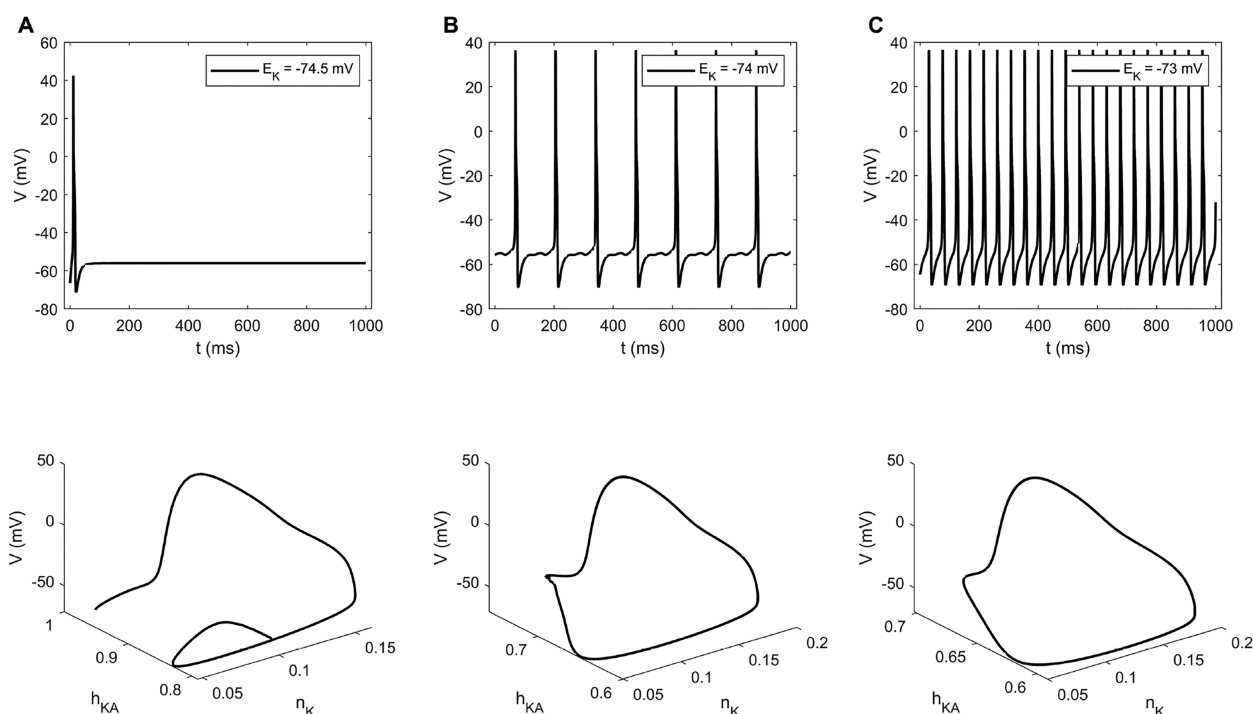 A
60
40
20
0
-20
-40
-60
-80
V (mV)
E_K = -74.5 mV
0 200 400 600 800 1000
t (ms)
B
40
20
0
-20
-40
-60
-80
V (mV)
E_K = -74 mV
0 200 400 600 800 1000
t (ms)
C
40
20
0
-20
-40
-60
-80
V (mV)
E_K = -73 mV
0 200 400 600 800 1000
t (ms)
50
0
-50
V (mV)
1
0.9
0.8
h_KA
0.05
0.1
0.15
n_K
50
0
-50
V (mV)
0.7
0.6
h_KA
0.05
0.1
0.15
0.2
n_K
50
0
-50
V (mV)
0.7
0.65
0.6
h_KA
0.05
0.1
0.15
0.2
n_K